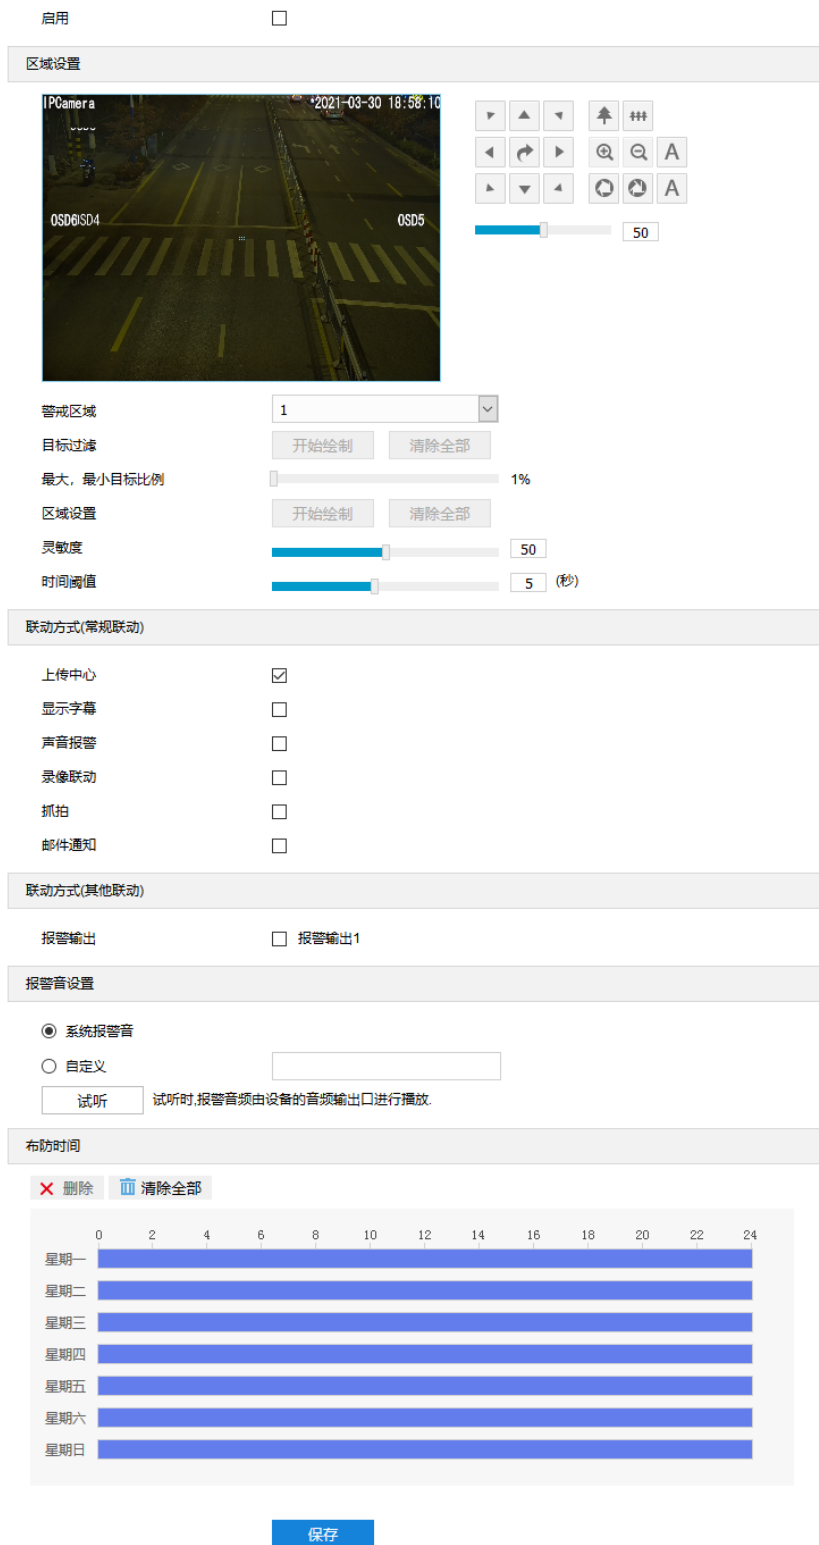 启用
区域设置
IPCamera
*2021-03-30 18:58:10
OSD6
OSD4
OSD5
A
A
50
警戒区域
1
目标过滤
开始绘制
清除全部
最大，最小目标比例
1%
区域设置
开始绘制
清除全部
灵敏度
50
时间阈值
5
(秒)
联动方式(常规联动)
上传中心
显示字幕
声音报警
录像联动
抓拍
邮件通知
联动方式(其他联动)
报警输出
报警输出1
报警音设置
系统报警音
自定义
试听
试听时,报警音频由设备的音频输出口进行播放.
布防时间
删除
清除全部
0 2 4 6 8 10 12 14 16 18 20 22 24
星期一
星期二
星期三
星期四
星期五
星期六
星期日
保存